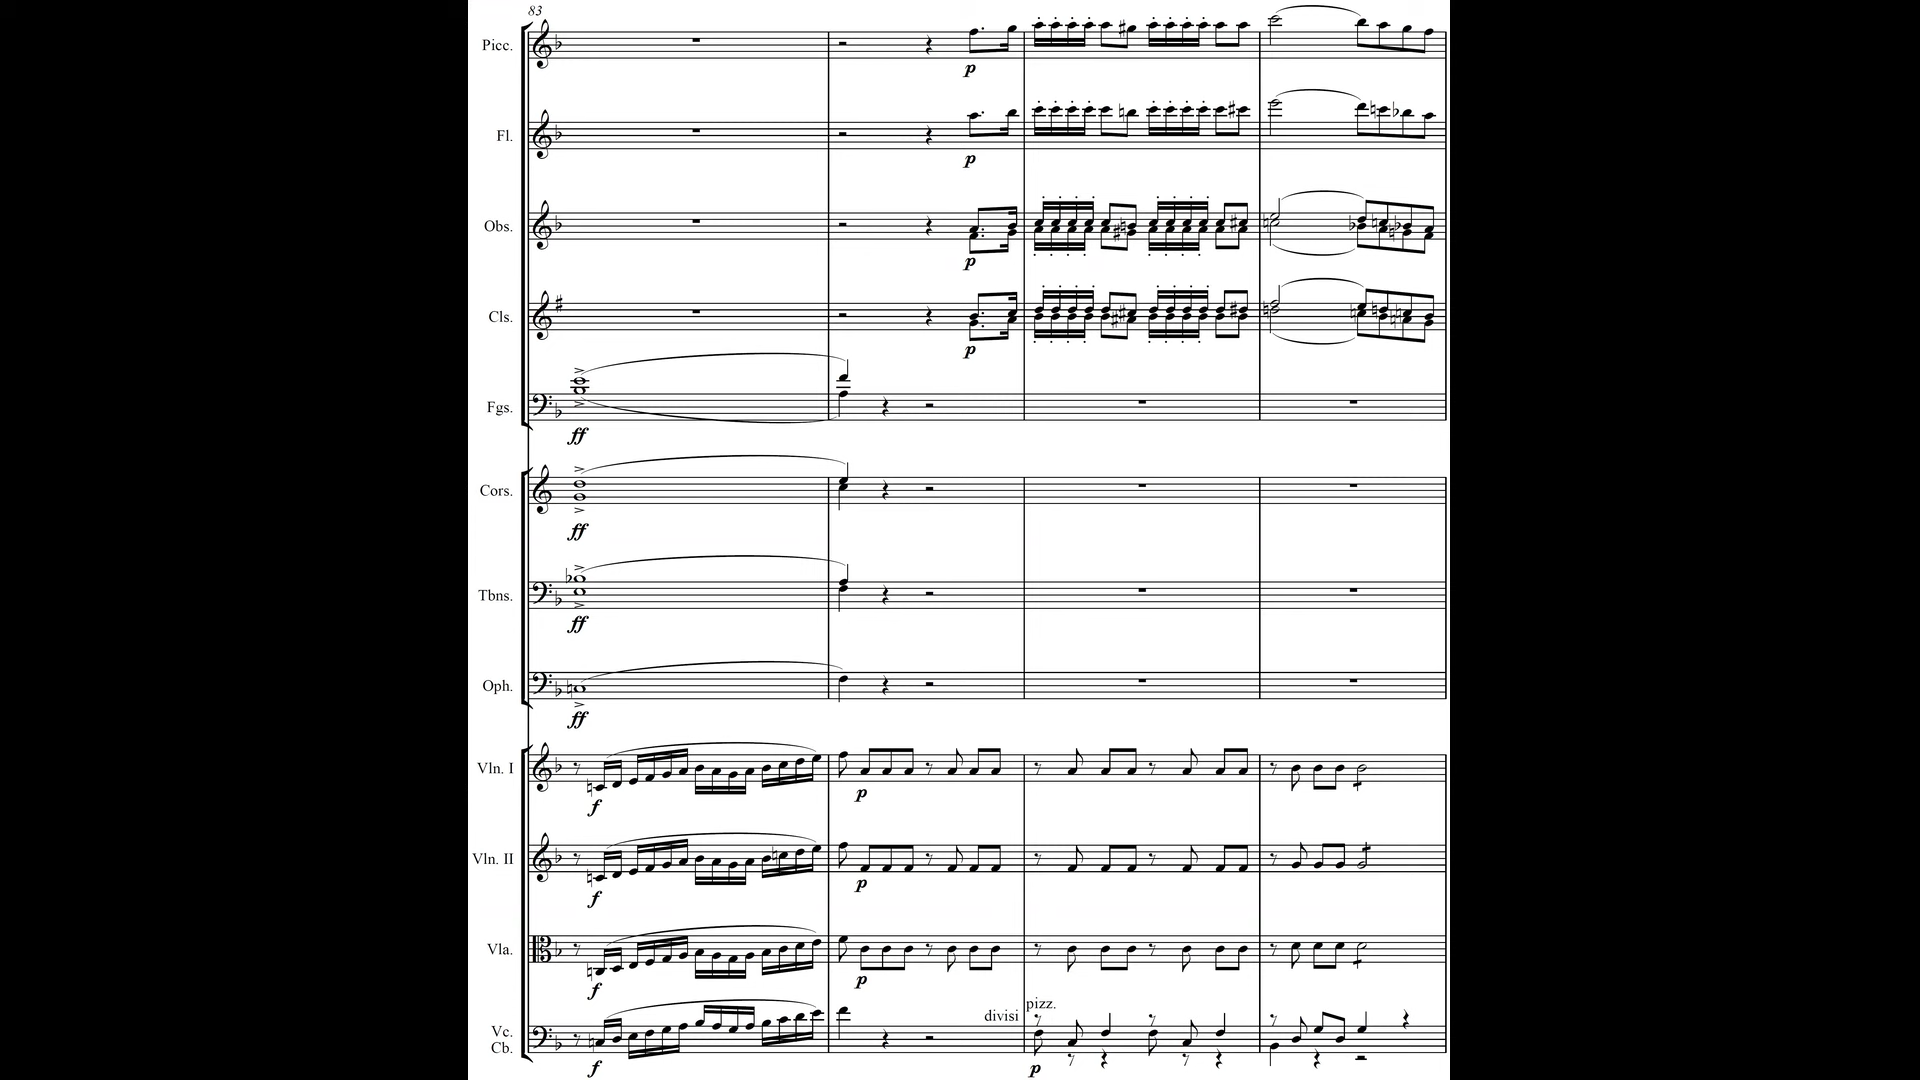 83
Picc.
p
Fl.
p
Obs.
p
Cls.
p
Fgs.
ff
Cors.
ff
Tbns.
ff
Oph.
ff
Vln. I
f p
Vln. II
f p
Vla.
f p
divisi pizz.
Vc.
Cb.
f p